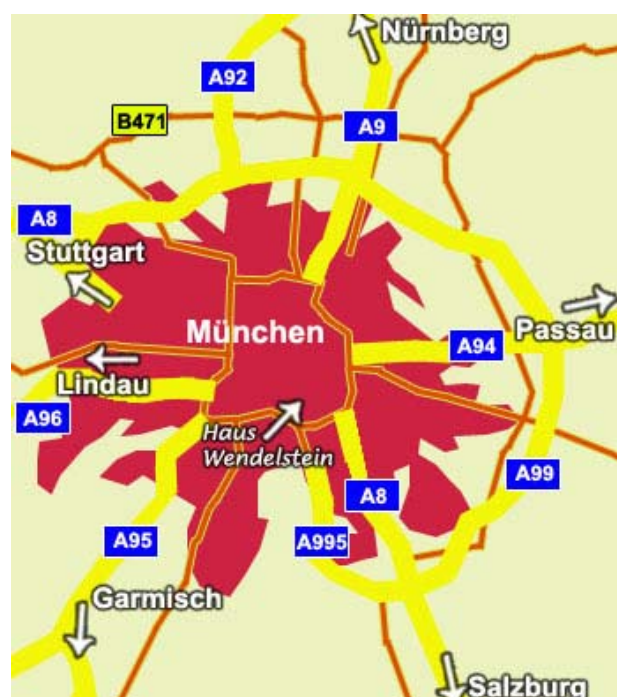 Nürnberg
A92
B471
A9
A8
Stuttgart
München
Passau
A94
Lindau
A96
Haus
Wendelstein
A99
A8
A95
A995
Garmisch
Salzburg